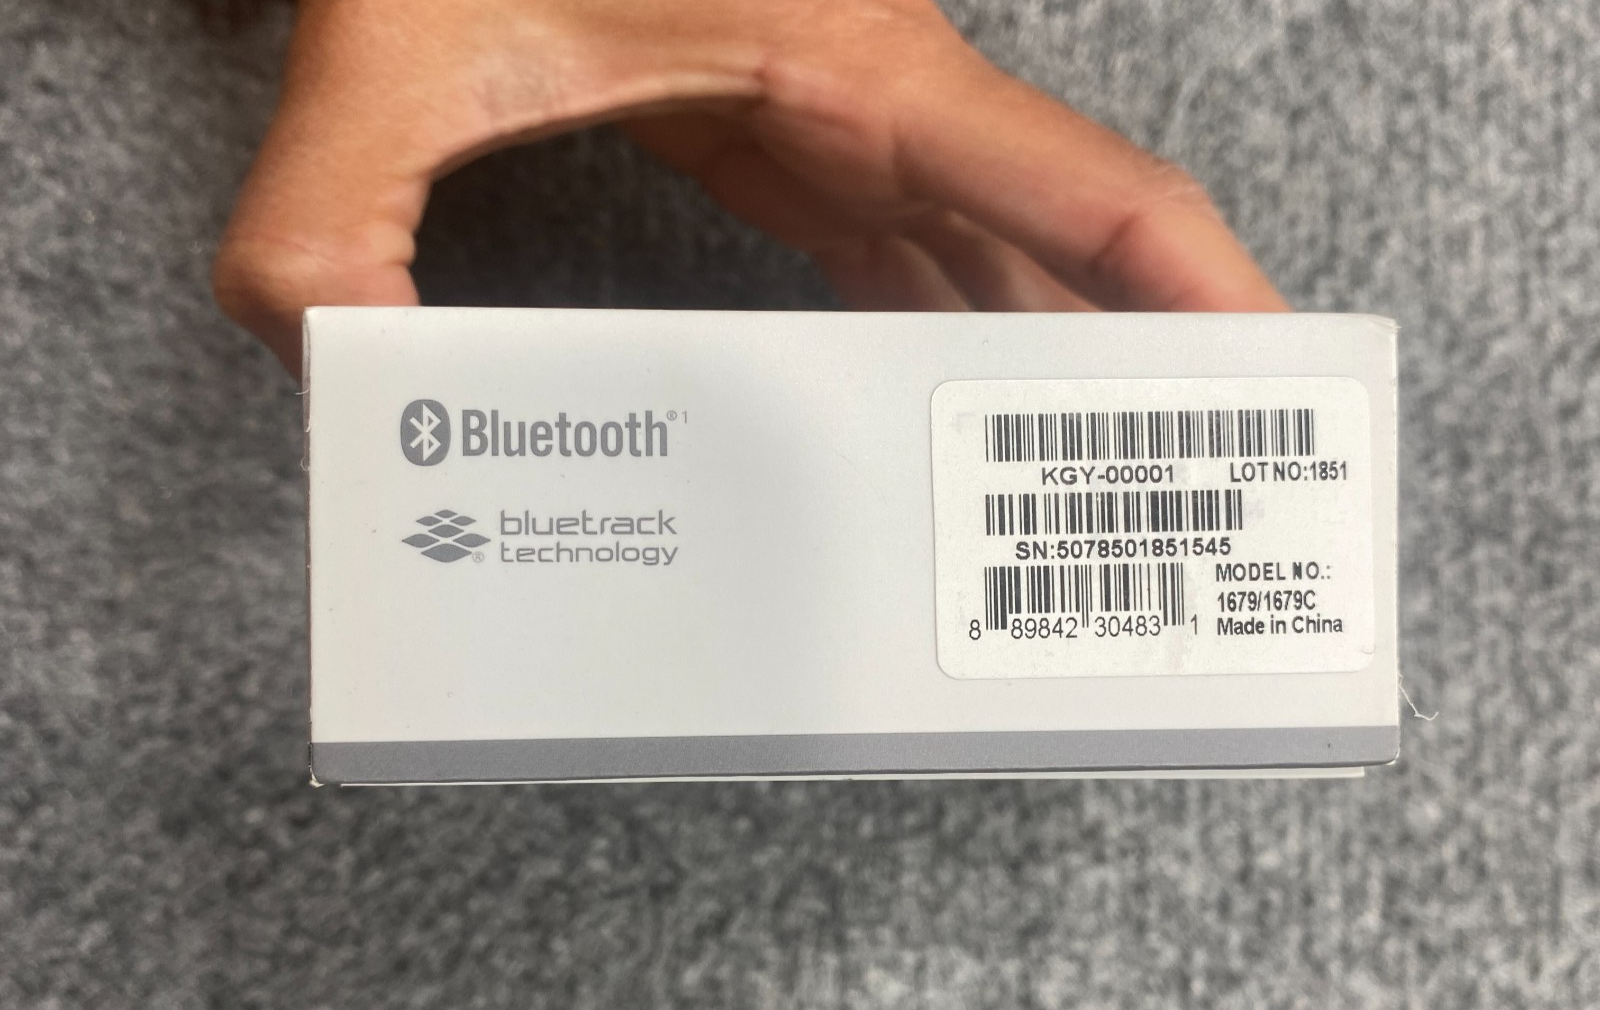 Bluetooth®1
bluetrack
technology®
KGY-00001 LOT NO:1851
SN:5078501851545
MODEL NO.:
1679/1679C
Made in China
8 89842 30483 1